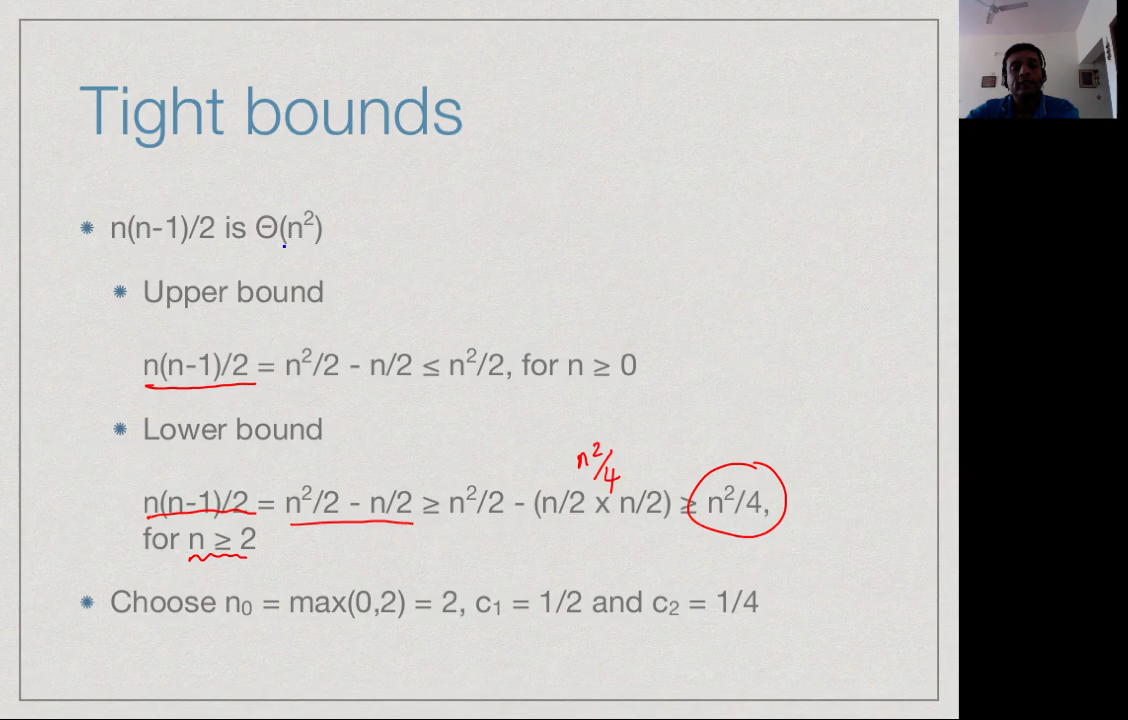 Tight bounds
n(n-1)/2 is Θ(n²)
Upper bound
n(n-1)/2 = n²/2 - n/2 ≤ n²/2, for n ≥ 0
Lower bound
n²/4
n(n-1)/2 = n²/2 - n/2 ≥ n²/2 - (n/2 x n/2) ≥ n²/4,
for n ≥ 2
Choose n₀ = max(0,2) = 2, c₁ = 1/2 and c₂ = 1/4